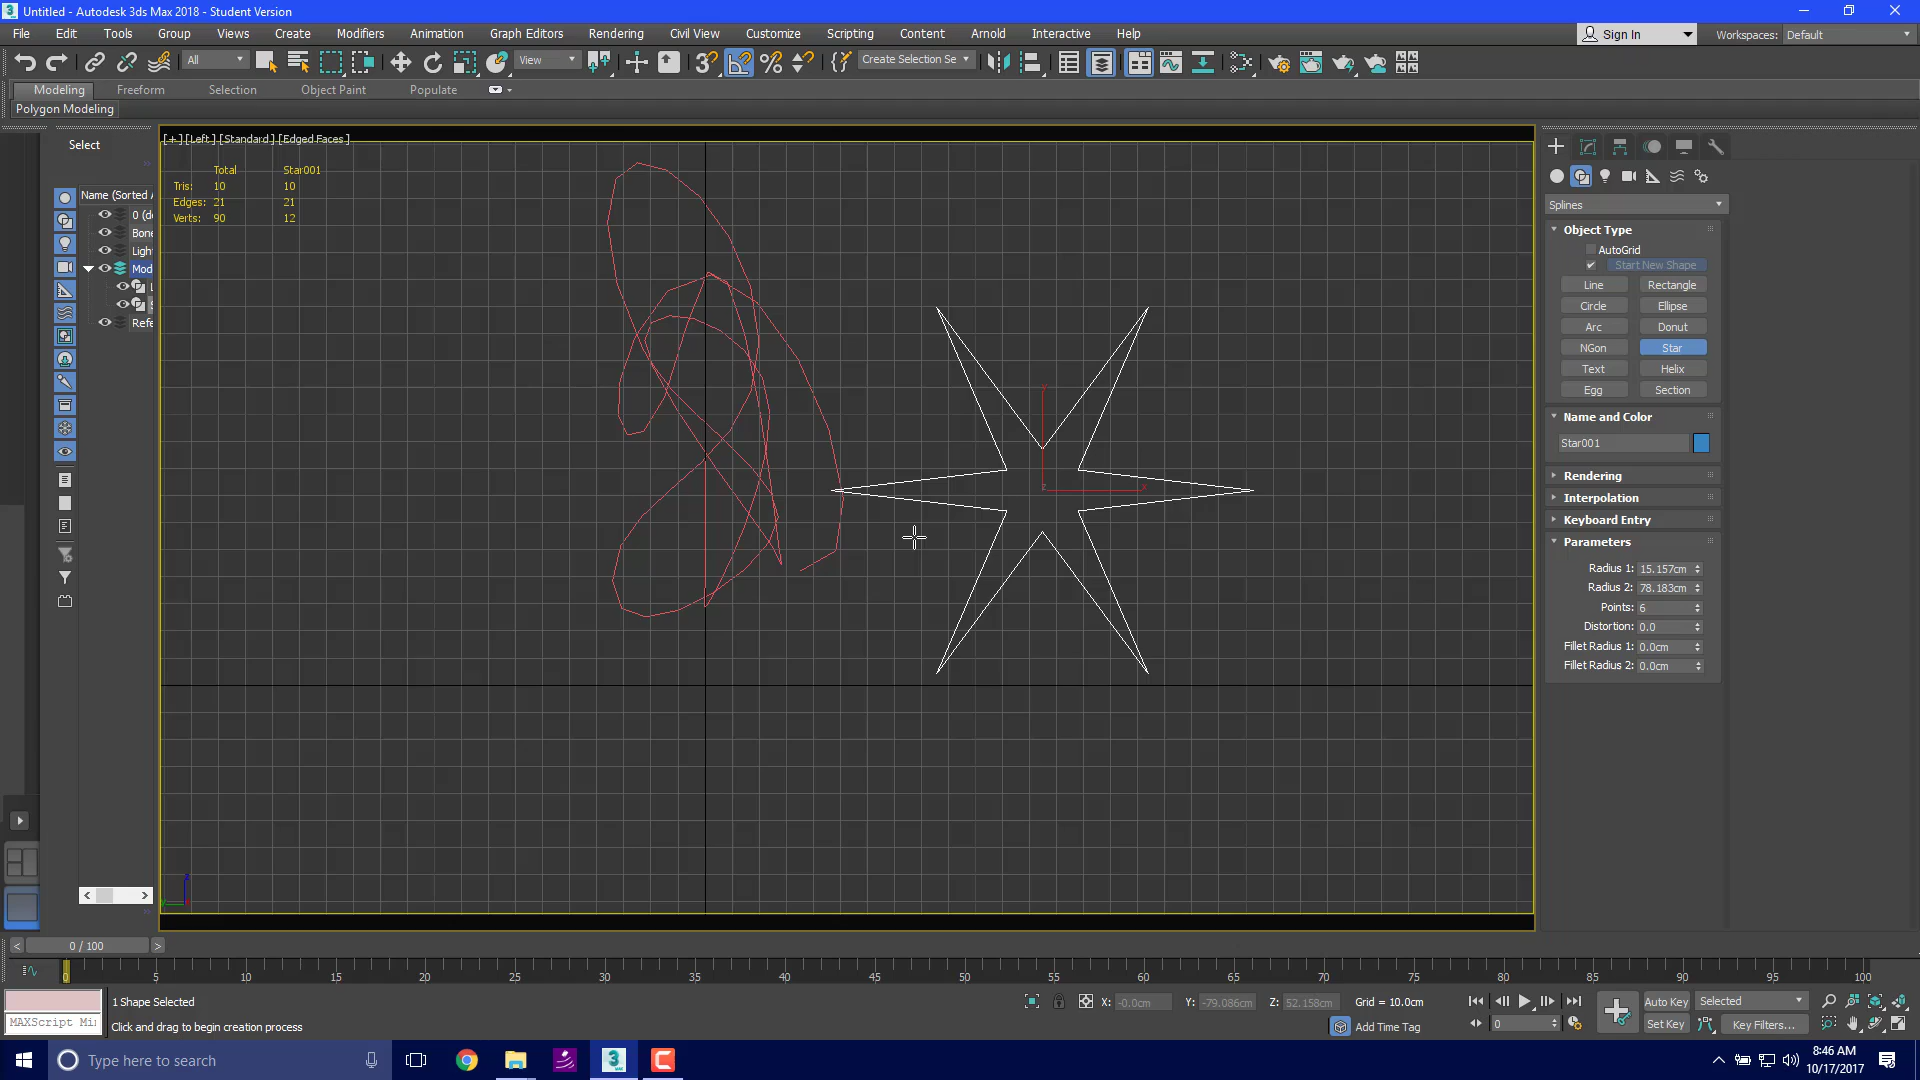 Untitled - Autodesk 3ds Max 2018 - Student Version
File Edit Tools Group Views Create Modifiers Animation Graph Editors Rendering Civil View Customize Scripting Content Arnold Interactive Help
Sign In
Workspaces: Default
All
View
Create Selection Se
Modeling Freeform Selection Object Paint Populate
Polygon Modeling
Select
Name (Sorted A
0 (de
Bone
Light
Mod
Refe
[+] [Left] [Standard] [Edged Faces]
Total Star001
Tris: 10 10
Edges: 21 21
Verts: 90 12
Splines
Object Type
AutoGrid
Start New Shape
Line Rectangle
Circle Ellipse
Arc Donut
NGon Star
Text Helix
Egg Section
Name and Color
Star001
Rendering
Interpolation
Keyboard Entry
Parameters
Radius 1: 15.157cm
Radius 2: 78.183cm
Points: 6
Distortion: 0.0
Fillet Radius 1: 0.0cm
Fillet Radius 2: 0.0cm
0 / 100
0 5 10 15 20 25 30 35 40 45 50 55 60 65 70 75 80 85 90 95 100
1 Shape Selected
X: -0.0cm Y: -79.086cm Z: 52.158cm Grid = 10.0cm
Auto Key Selected
MAXScript Mi
Click and drag to begin creation process
Add Time Tag
0
Set Key Key Filters...
Type here to search
8:46 AM
10/17/2017